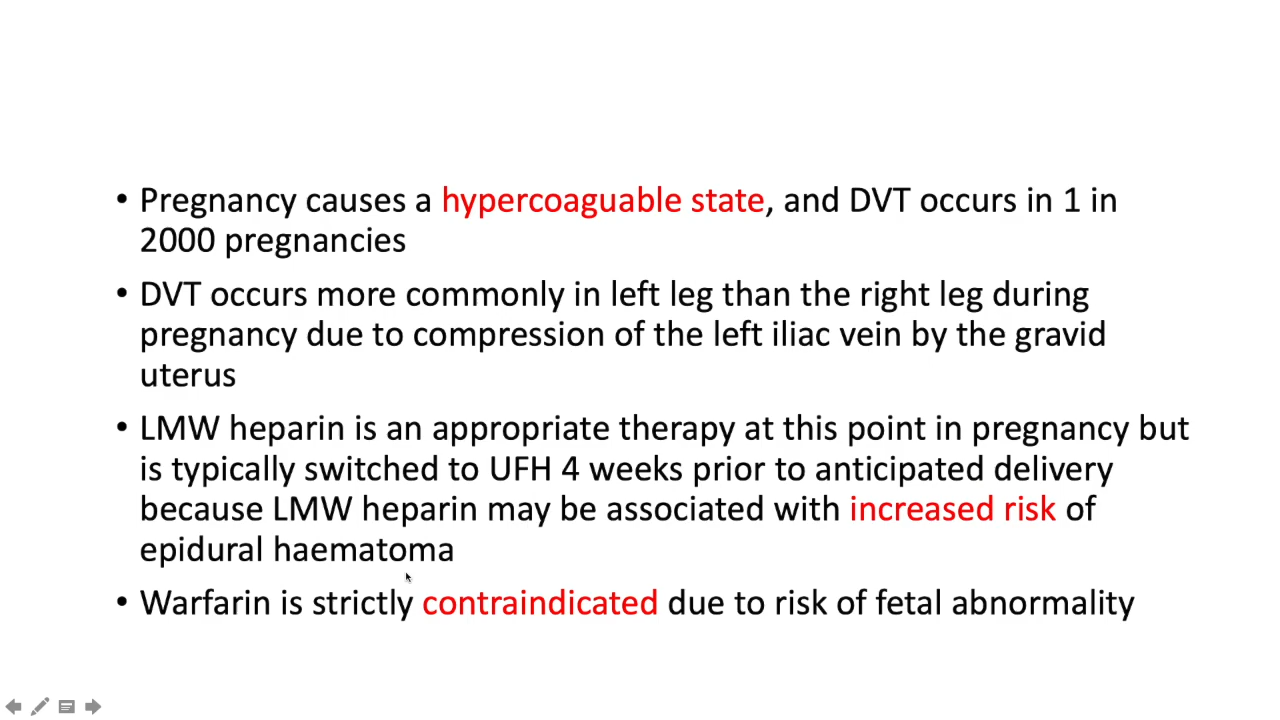 • Pregnancy causes a hypercoaguable state, and DVT occurs in 1 in
2000 pregnancies
• DVT occurs more commonly in left leg than the right leg during
pregnancy due to compression of the left iliac vein by the gravid
uterus
• LMW heparin is an appropriate therapy at this point in pregnancy but
is typically switched to UFH 4 weeks prior to anticipated delivery
because LMW heparin may be associated with increased risk of
epidural haematoma
• Warfarin is strictly contraindicated due to risk of fetal abnormality